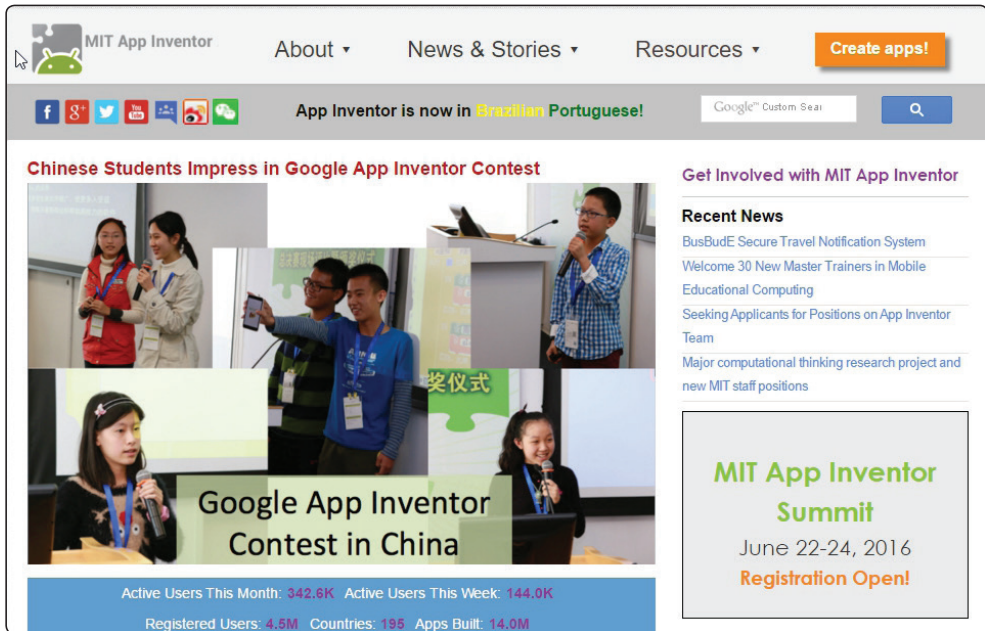 MIT App Inventor
About
News & Stories
Resources
Create apps!
App Inventor is now in Brazilian Portuguese!
Google™ Custom Sear
Chinese Students Impress in Google App Inventor Contest
奖仪式
Google App Inventor
Contest in China
Active Users This Month: 342.6K Active Users This Week: 144.0K
Registered Users: 4.5M Countries: 195 Apps Built: 14.0M
Get Involved with MIT App Inventor
Recent News
BusBudE Secure Travel Notification System
Welcome 30 New Master Trainers in Mobile
Educational Computing
Seeking Applicants for Positions on App Inventor
Team
Major computational thinking research project and
new MIT staff positions
MIT App Inventor
Summit
June 22-24, 2016
Registration Open!